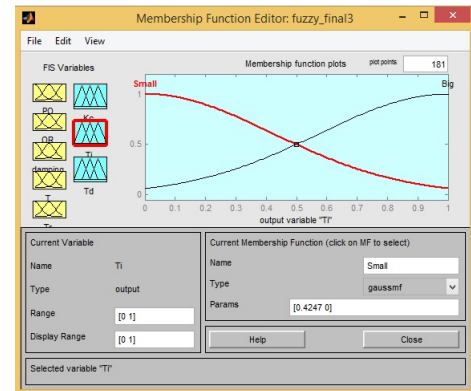 Membership Function Editor: fuzzy_final3
File Edit View
FIS Variables
PO
OR
damping
T
Tr
Kc
Ti
Td
Membership function plots
plot points:
181
Small
Big
1
0.5
0
0 0.1 0.2 0.3 0.4 0.5 0.6 0.7 0.8 0.9 1
output variable "Ti"
Current Variable
Name Ti
Type output
Range [0 1]
Display Range [0 1]
Current Membership Function (click on MF to select)
Name Small
Type gaussmf
Params [0.4247 0]
Help
Close
Selected variable "Ti"